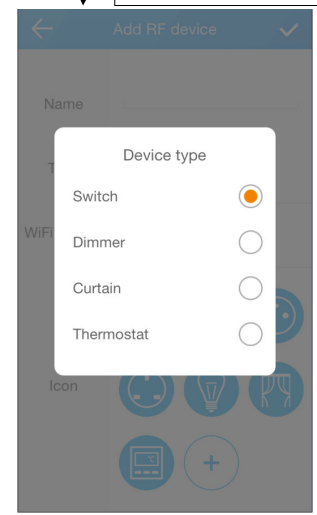 Add RF device
Name
Device type
T
Switch
WiFi
Dimmer
Curtain
Thermostat
Icon